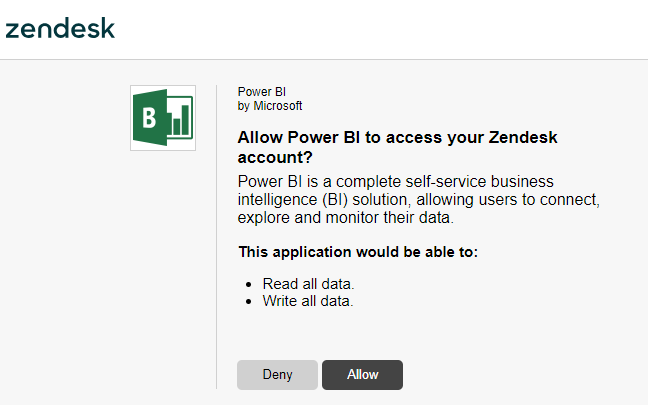 zendesk
B
Power BI
by Microsoft
Allow Power BI to access your Zendesk
account?
Power BI is a complete self-service business
intelligence (BI) solution, allowing users to connect,
explore and monitor their data.
This application would be able to:
• Read all data.
• Write all data.
Deny
Allow